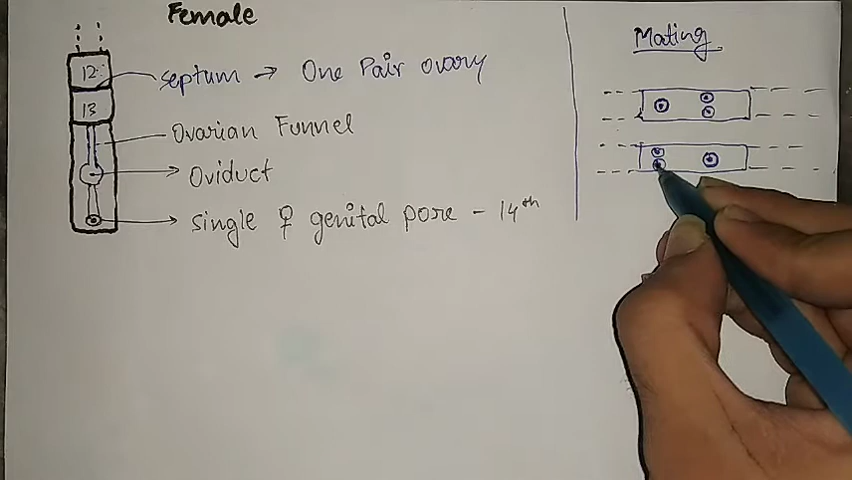 Female
12
septum → One Pair ovary
13
Ovarian Funnel
Oviduct
single ♀ genital pore - 14th
Mating